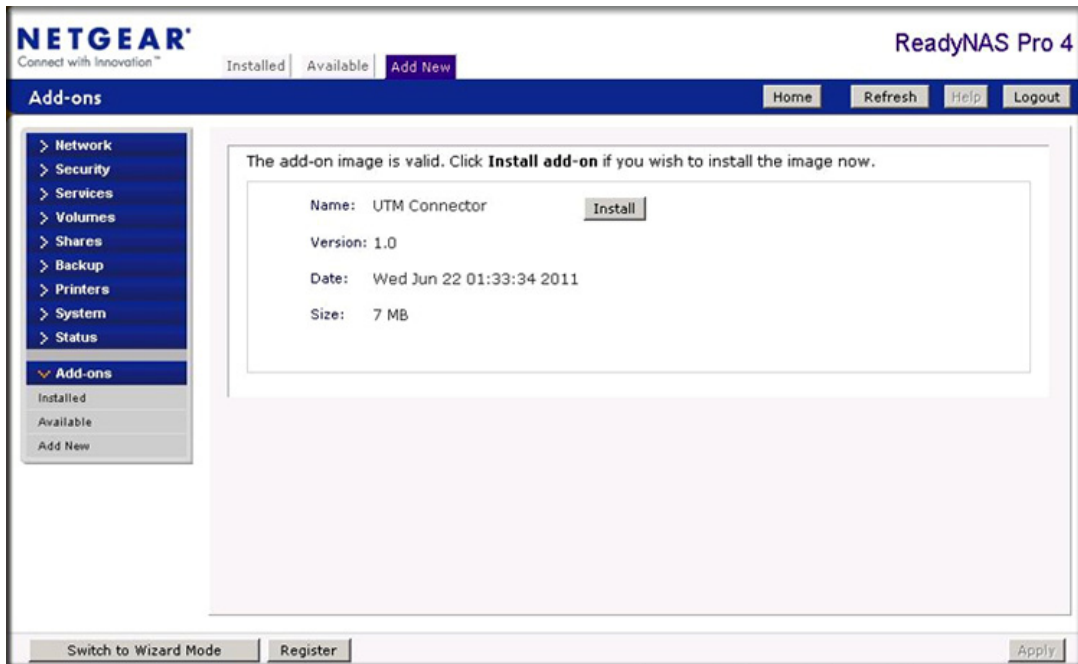 NETGEAR
Connect with Innovation™
ReadyNAS Pro 4
Installed
Available
Add New
Add-ons
Home
Refresh
Help
Logout
> Network
> Security
> Services
> Volumes
> Shares
> Backup
> Printers
> System
> Status
Add-ons
Installed
Available
Add New
The add-on image is valid. Click Install add-on if you wish to install the image now.
Name: UTM Connector
Install
Version: 1.0
Date: Wed Jun 22 01:33:34 2011
Size: 7 MB
Switch to Wizard Mode
Register
Apply